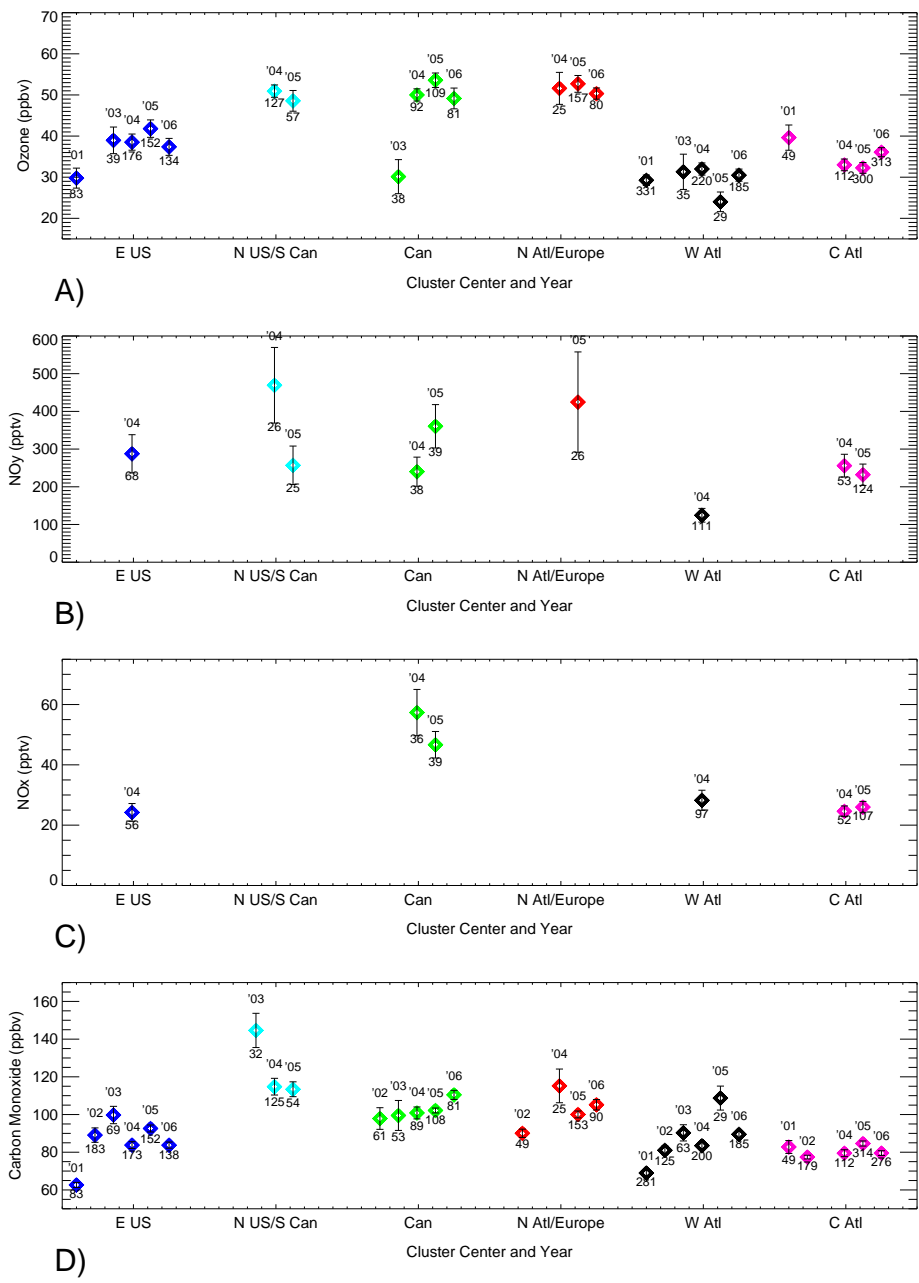 70
60
50
40
30
20
Ozone (ppbv)
'01 '03 '04 '05 '06
83 39 176 152 134
'04 '05
127 57
'03 '04 '05 '06
38 92 109 81
'04 '05 '06
25 157 80
'01 '03 '04 '05 '06
331 35 220 29 185
'01 '04 '05 '06
49 112 300 313
E US N US/S Can Can N Atl/Europe W Atl C Atl
Cluster Center and Year
A)
600
500
400
300
200
100
0
NOy (pptv)
'04
68
'04 '05
26 25
'04 '05
38 39
'05
26
'04
111
'04 '05
53 124
E US N US/S Can Can N Atl/Europe W Atl C Atl
Cluster Center and Year
B)
60
40
20
0
NOx (pptv)
'04
56
'04 '05
36 39
'04
97
'04 '05
52 107
E US N US/S Can Can N Atl/Europe W Atl C Atl
Cluster Center and Year
C)
160
140
120
100
80
60
Carbon Monoxide (ppbv)
'01 '02 '03 '04 '05 '06
83 183 69 173 152 138
'03 '04 '05
32 125 54
'02 '03 '04 '05 '06
61 53 89 108 81
'02 '04 '05 '06
49 25 153 90
'01 '02 '03 '04 '05 '06
281 125 63 200 29 185
'01 '02 '04 '05 '06
49 179 112 314 276
E US N US/S Can Can N Atl/Europe W Atl C Atl
Cluster Center and Year
D)